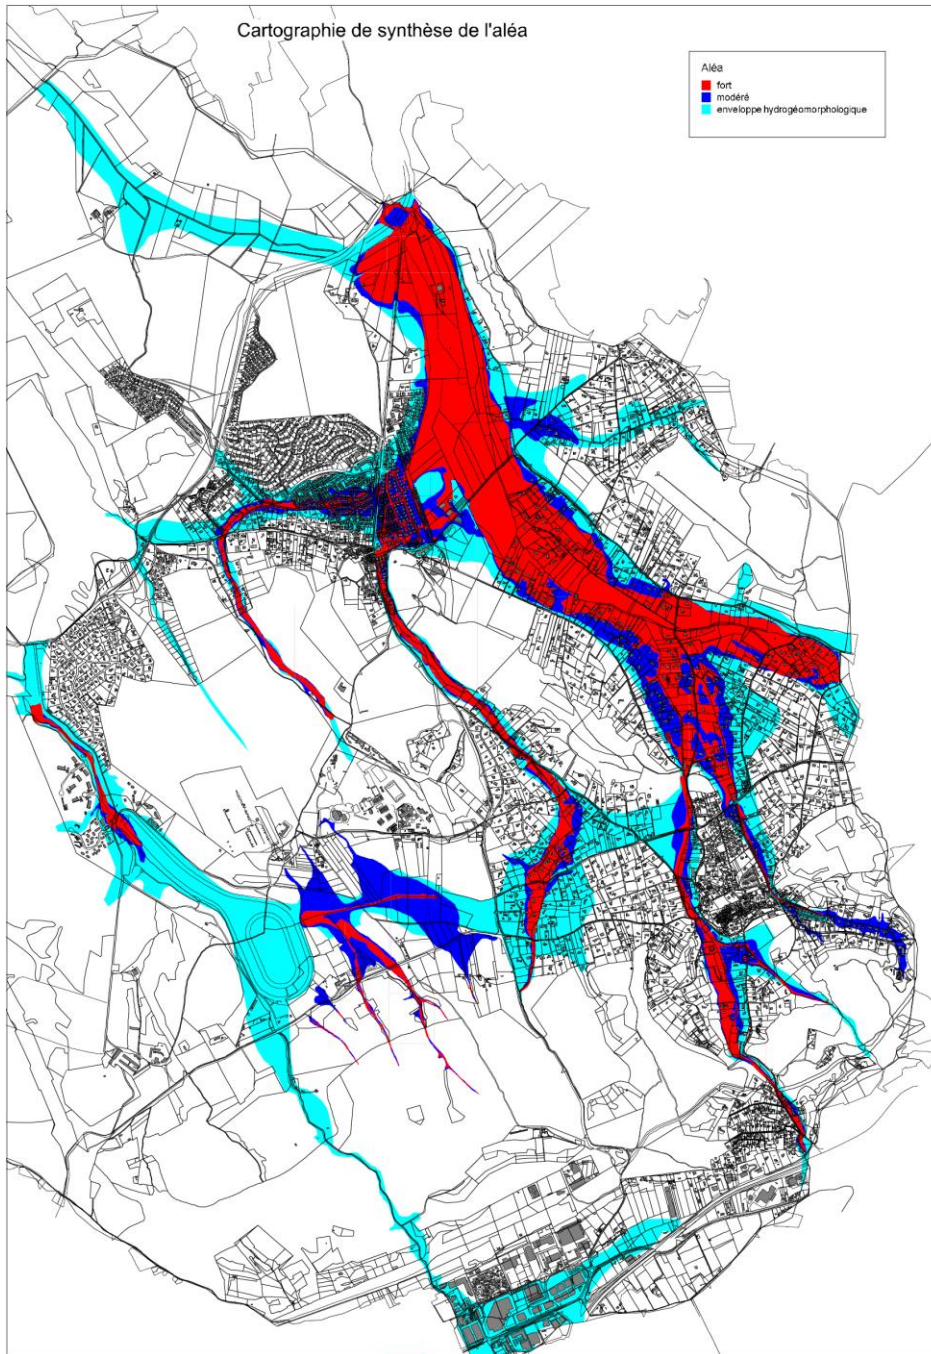 Cartographie de synthèse de l'aléa
Aléa
fort
modéré
enveloppe hydrogéomorphologique